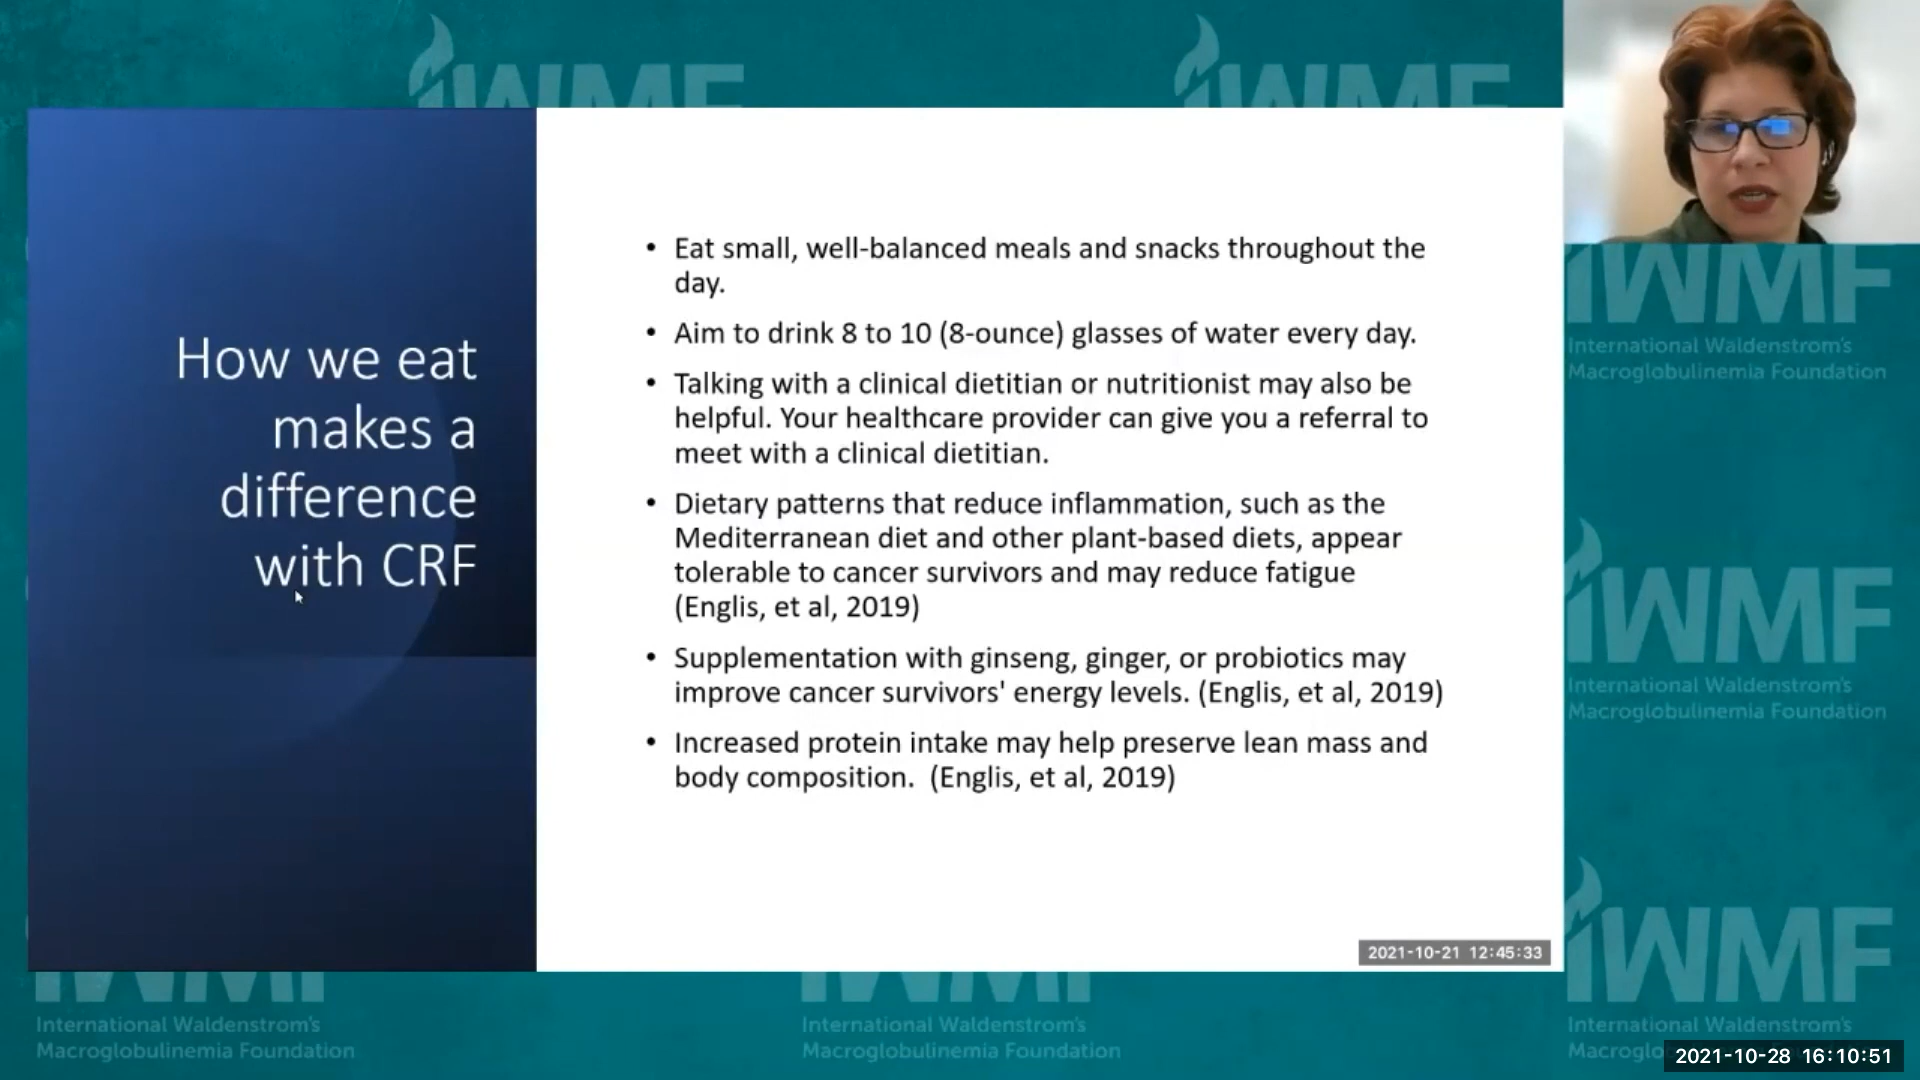 IWMF
IWMF
How we eat
makes a
difference
with CRF
• Eat small, well-balanced meals and snacks throughout the
day.
• Aim to drink 8 to 10 (8-ounce) glasses of water every day.
• Talking with a clinical dietitian or nutritionist may also be
helpful. Your healthcare provider can give you a referral to
meet with a clinical dietitian.
• Dietary patterns that reduce inflammation, such as the
Mediterranean diet and other plant-based diets, appear
tolerable to cancer survivors and may reduce fatigue
(Englis, et al, 2019)
• Supplementation with ginseng, ginger, or probiotics may
improve cancer survivors' energy levels. (Englis, et al, 2019)
• Increased protein intake may help preserve lean mass and
body composition.  (Englis, et al, 2019)
2021-10-21 12:45:33
IWMF
International Waldenstrom's
Macroglobulinemia Foundation
IWMF
International Waldenstrom's
Macroglobulinemia Foundation
IWMF
International Waldenstrom's
IWMF
International Waldenstrom's
Macroglobulinemia Foundation
IWMF
International Waldenstrom's
Macroglobulinemia Foundation
2021-10-28 16:10:51